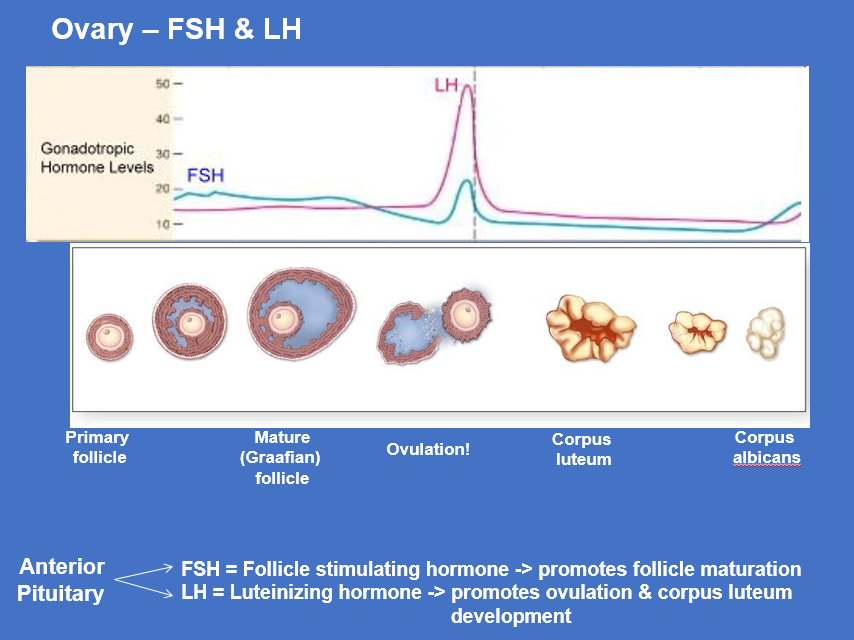 Ovary – FSH & LH
50
LH
40
Gonadotropic
Hormone Levels
30
FSH
20
10
Primary
follicle
Mature
(Graafian)
follicle
Ovulation!
Corpus
luteum
Corpus
albicans
Anterior
Pituitary
FSH = Follicle stimulating hormone -> promotes follicle maturation
LH = Luteinizing hormone -> promotes ovulation & corpus luteum
development